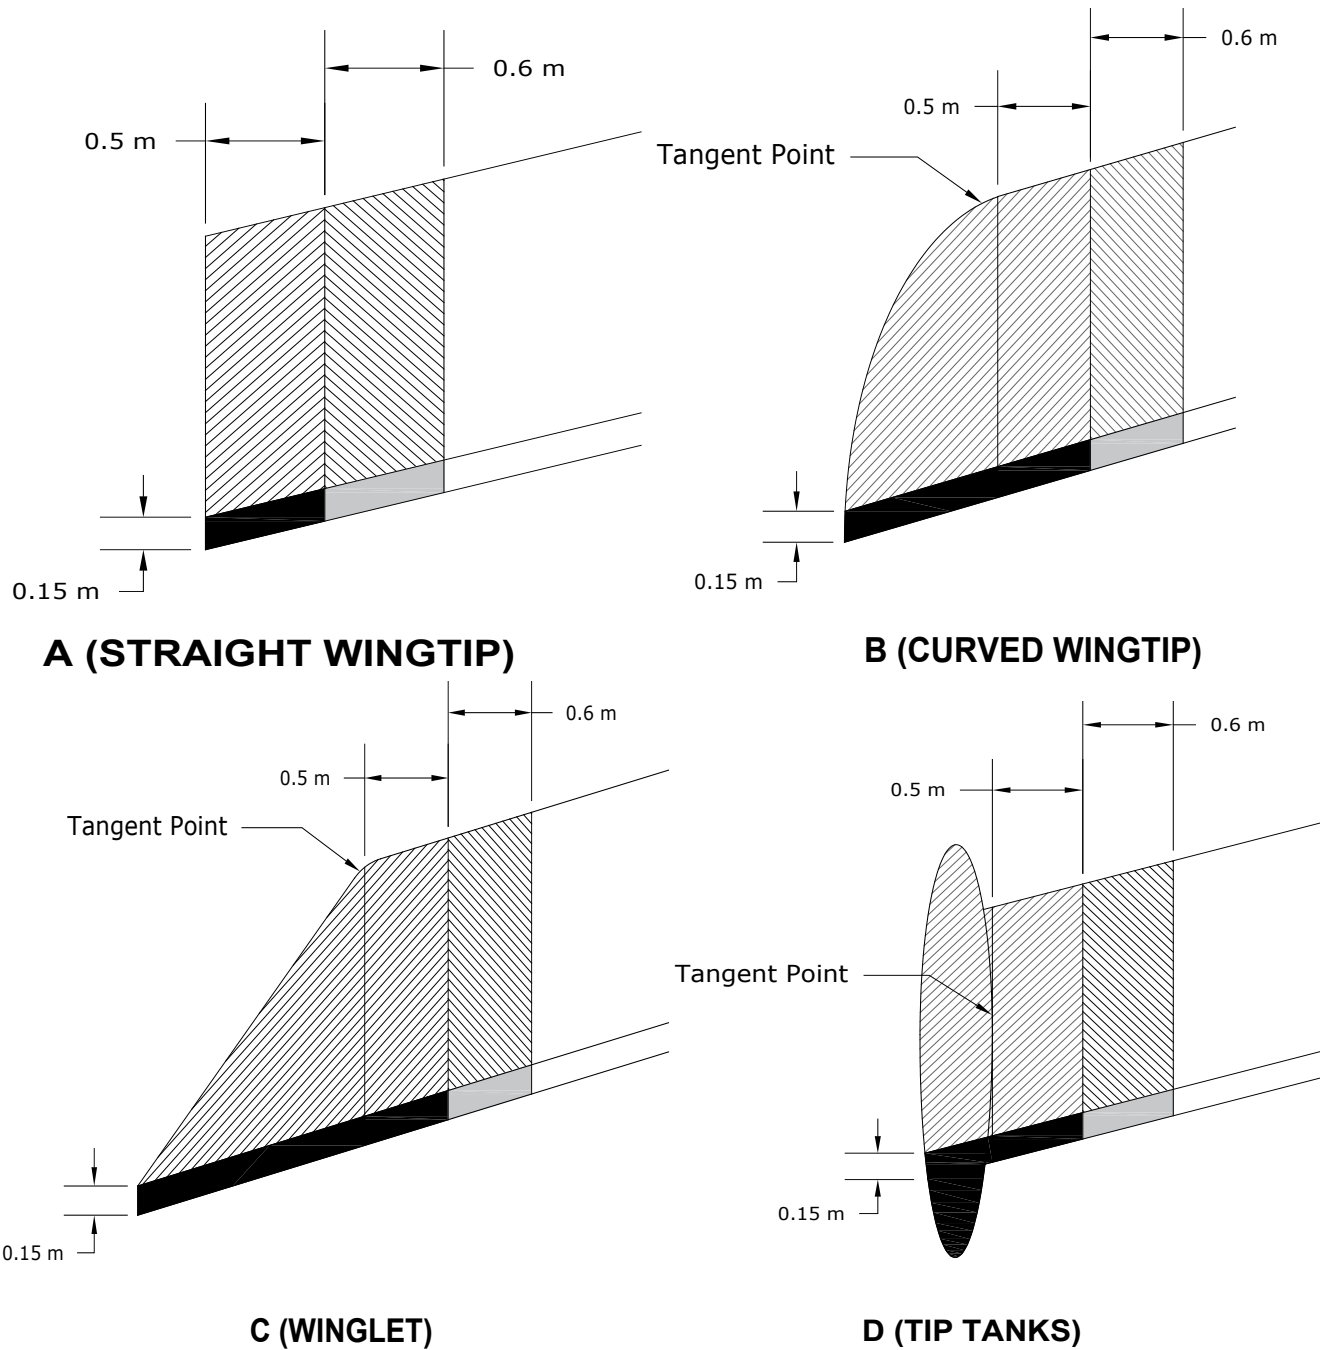 0.6 m
0.5 m
0.15 m
A (STRAIGHT WINGTIP)
0.6 m
0.5 m
Tangent Point
0.15 m
B (CURVED WINGTIP)
0.6 m
0.5 m
Tangent Point
0.15 m
C (WINGLET)
0.6 m
0.5 m
Tangent Point
0.15 m
D (TIP TANKS)